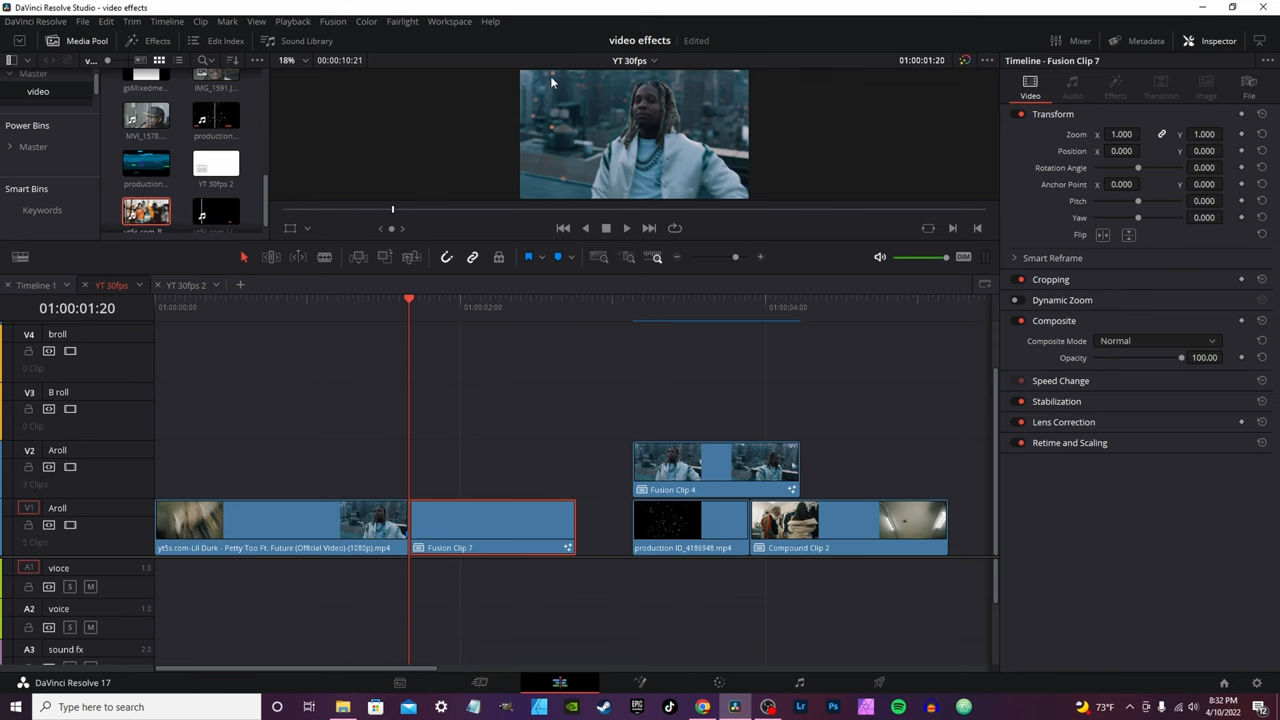 DaVinci Resolve Studio - video effects
DaVinci Resolve File Edit Trim Timeline Clip Mark View Playback Fusion Color Fairlight Workspace Help
Media Pool Effects Edit Index Sound Library video effects Edited Mixer Metadata Inspector
v... 18% 00:00:10:21 YT 30fps 01:00:01:20 Timeline - Fusion Clip 7
Master
video
Power Bins
Master
Smart Bins
Keywords
gsMixedme... IMG_1591.J...
MVI_1578.... production...
production... YT 30fps 2
Video Audio Effects Transition Image File
Transform
Zoom X 1.000 Y 1.000
Position X 0.000 Y 0.000
Rotation Angle 0.000
Anchor Point X 0.000 Y 0.000
Pitch 0.000
Yaw 0.000
Flip
Smart Reframe
Cropping
Dynamic Zoom
Composite
Composite Mode Normal
Opacity 100.00
Speed Change
Stabilization
Lens Correction
Retime and Scaling
DIM
Timeline 1 YT 30fps YT 30fps 2
01:00:01:20
01:00:00:00 01:00:02:00 01:00:04:00
V4 broll
0 Clip
V3 B roll
0 Clip
V2 Aroll
3 Clips
Fusion Clip 4
V1 Aroll
5 Clips
yt5s.com-Lil Durk - Petty Too Ft. Future (Official Video)-(1080p).mp4 Fusion Clip 7 production ID_4186948.mp4 Compound Clip 2
A1 vioce 1.0
S M
A2 voice 1.0
S M
A3 sound fx 2.0
DaVinci Resolve 17
Type here to search
73°F
8:32 PM
4/10/2022